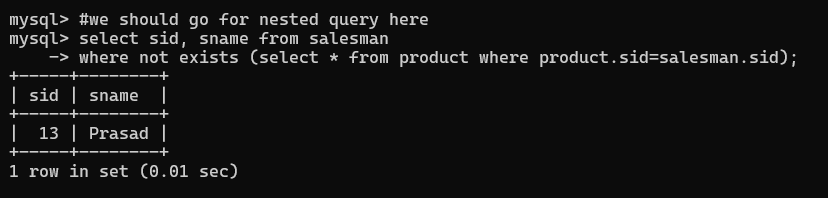 mysql> #we should go for nested query here
mysql> select sid, sname from salesman
    -> where not exists (select * from product where product.sid=salesman.sid);
+-----+--------+
| sid | sname  |
+-----+--------+
|  13 | Prasad |
+-----+--------+
1 row in set (0.01 sec)